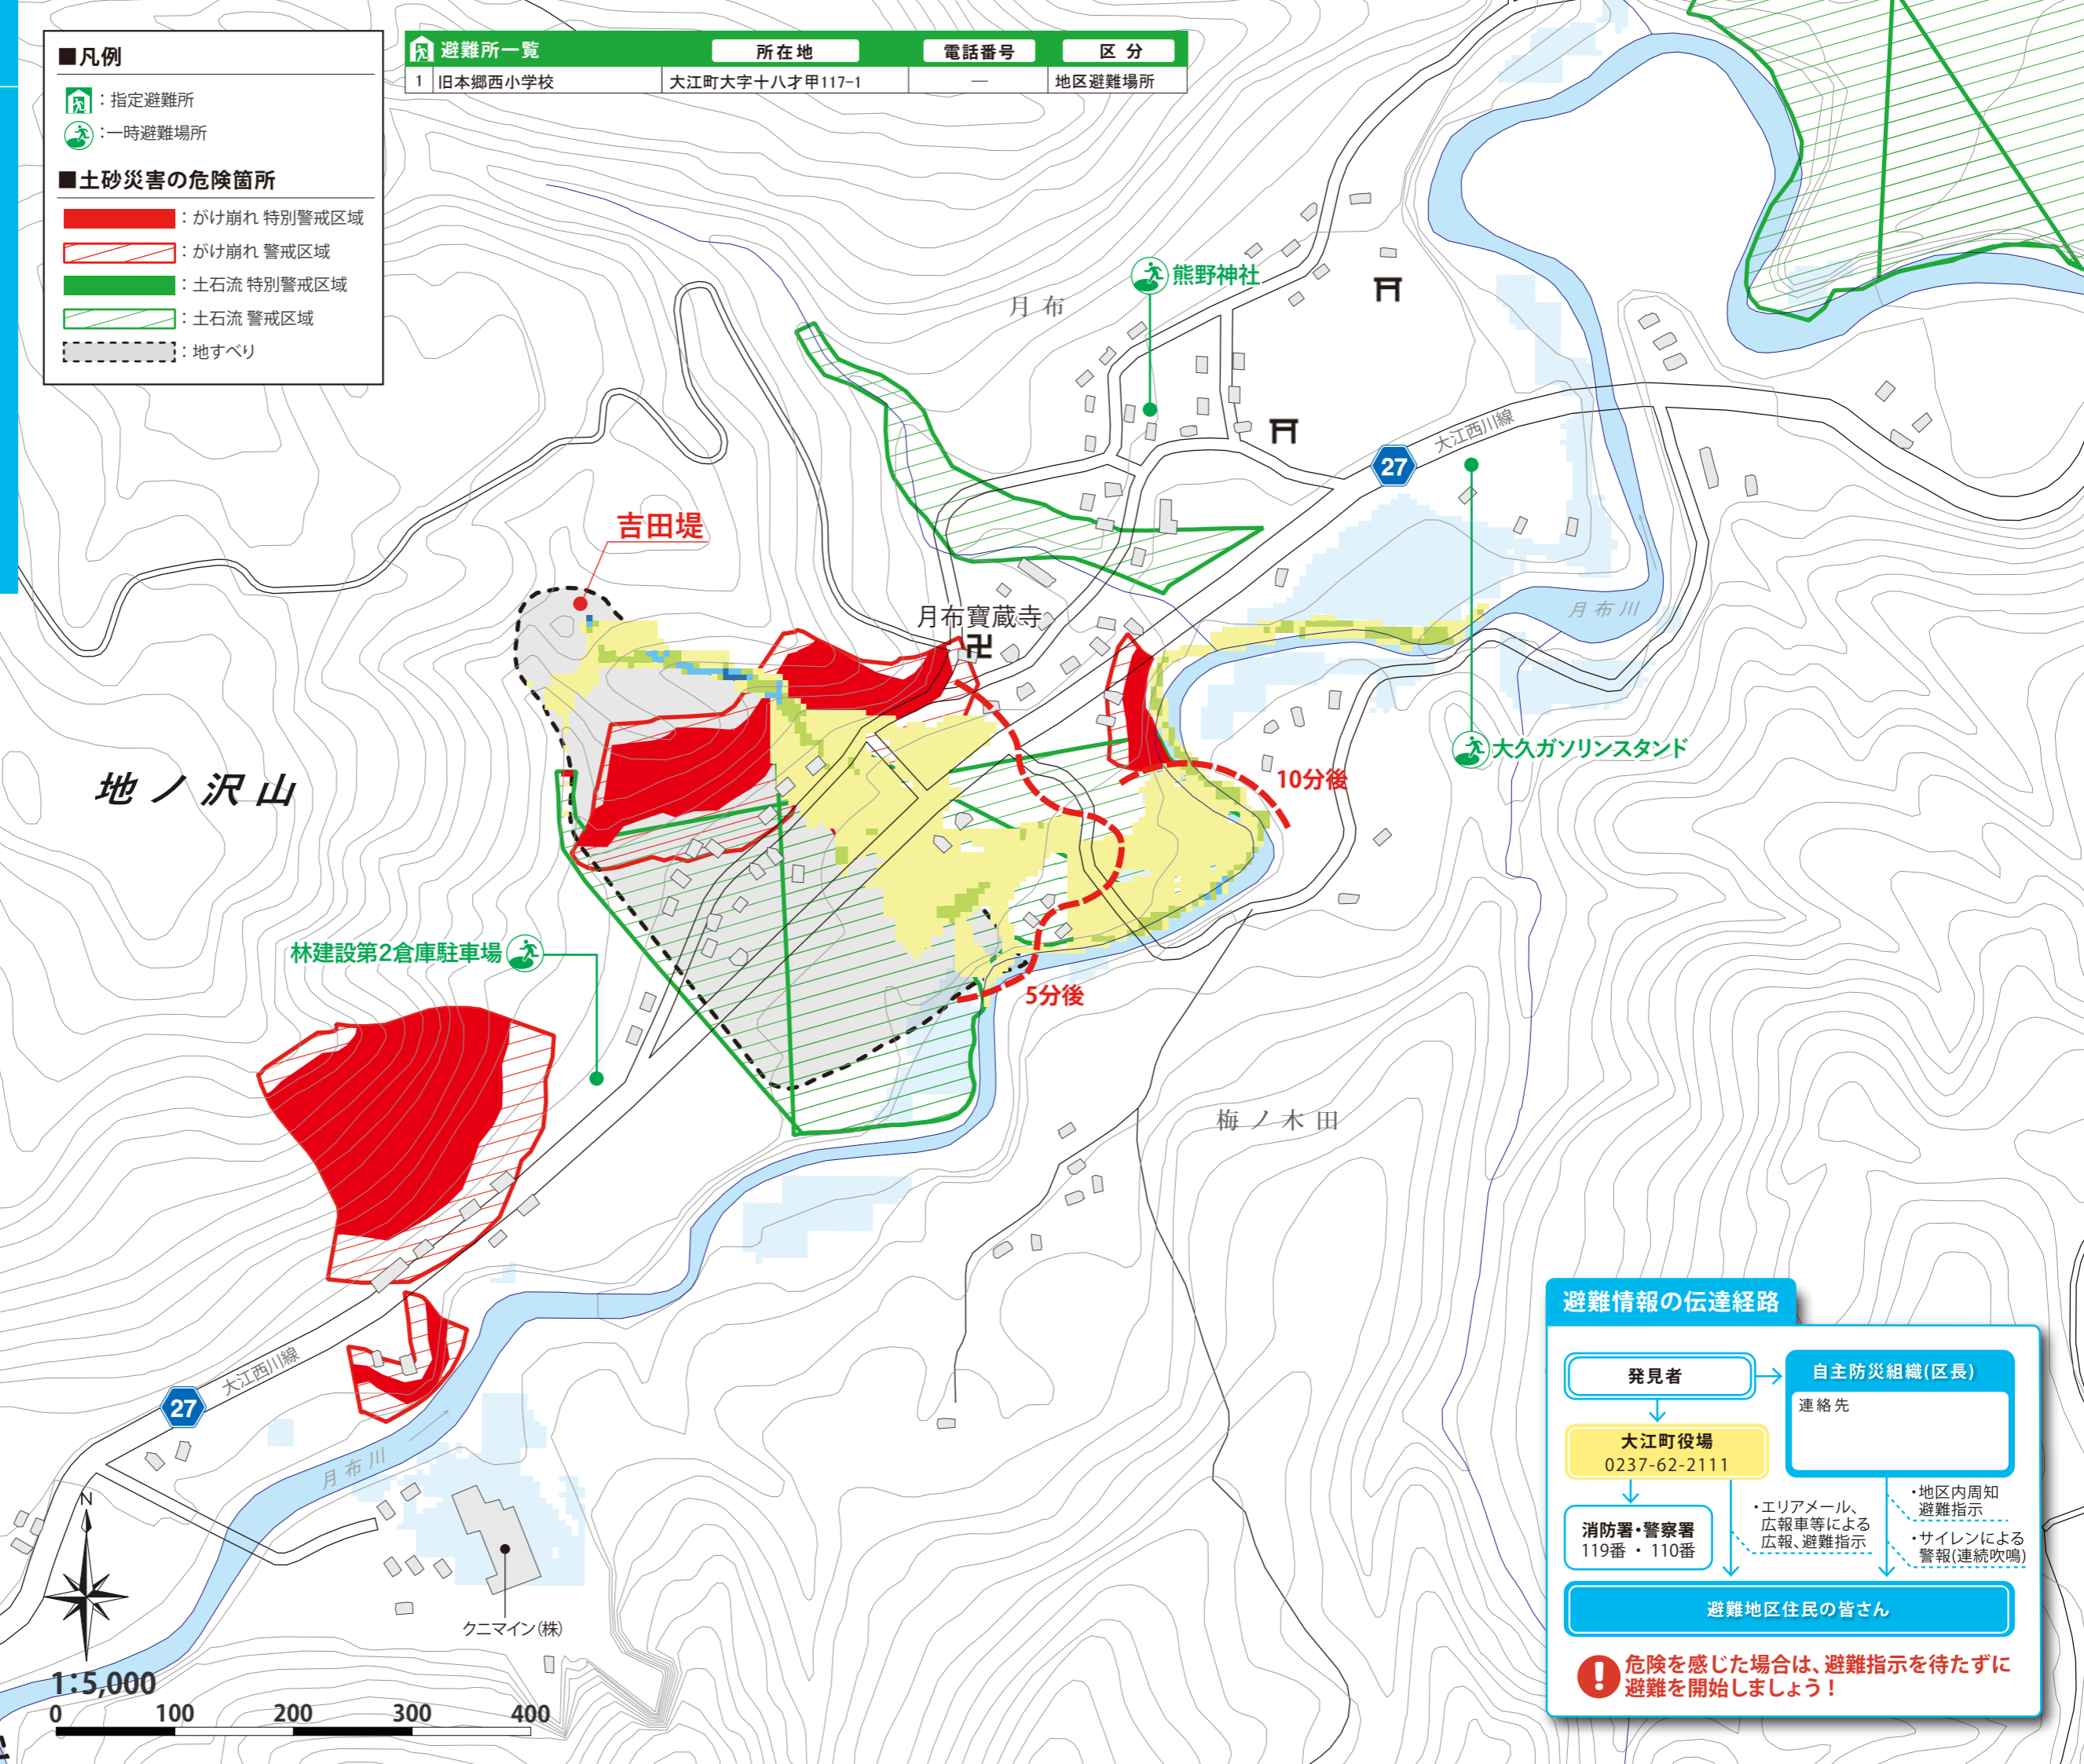 ■凡例
：指定避難所
：一時避難場所
■土砂災害の危険箇所
：がけ崩れ 特別警戒区域
：がけ崩れ 警戒区域
：土石流 特別警戒区域
：土石流 警戒区域
：地すべり
避難所一覧 所在地 電話番号 区 分
1 旧本郷西小学校 大江町大字十八才甲117-1 ― 地区避難場所
熊野神社
月 布
大江西川線
27
吉田堤
月布寶蔵寺
月 布 川
大久ガソリンスタンド
10分後
地 ノ 沢 山
林建設第2倉庫駐車場
5分後
梅 ノ 木 田
大江西川線
27
月 布 川
クニマイン(株)
N
1:5,000
0 100 200 300 400
避難情報の伝達経路
発見者
自主防災組織(区長)
連絡先
大江町役場
0237-62-2111
消防署・警察署
119番 ・ 110番
・エリアメール、
広報車等による
広報、避難指示
・地区内周知
避難指示
・サイレンによる
警報(連続吹鳴)
避難地区住民の皆さん
! 危険を感じた場合は、避難指示を待たずに
避難を開始しましょう！